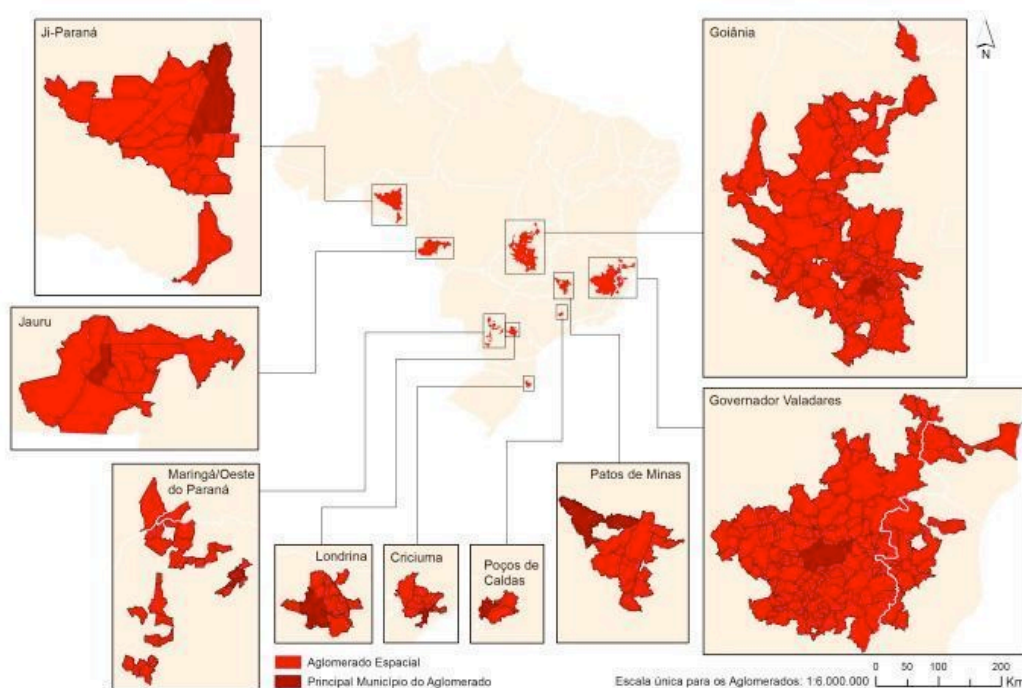 Ji-Paraná
Goiânia
N
Jauru
Governador Valadares
Maringá/Oeste
do Paraná
Patos de Minas
Londrina
Criciuma
Poços de
Caldas
Aglomerado Espacial
Principal Município do Aglomerado
Escala única para os Aglomerados: 1:6.000.000
0 50 100 200
Km